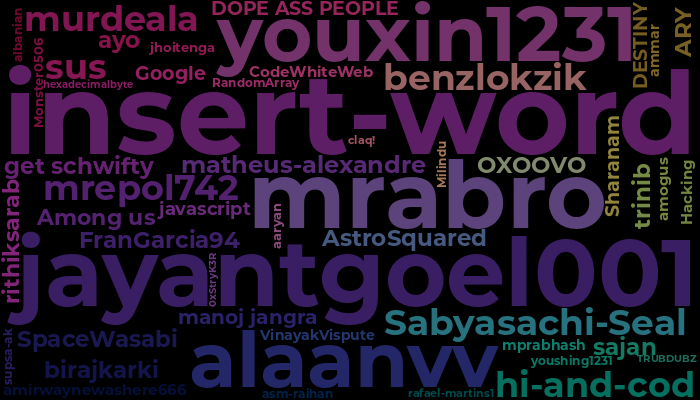 DOPE ASS PEOPLE
murdeala
youxin1231
albanian
Monster0506
ayo
jhoitenga
DESTINY
ammar
ARY
sus
Google
CodeWhiteWeb
hexadecimalbyte
RandomArray
benzlokzik
insert-word
claq!
Milindu
get schwifty
matheus-alexandre
oxoovo
Sharanam
trinib
amogus
Hacking
mrepol742
mrabro
rithiksarabg
Among us
javascript
aaryan
FranGarcia94
AstroSquared
jayantgoel001
0xStryK3R
manoj jangra
Sabyasachi-Seal
supsa-ak
SpaceWasabi
VinayakVispute
alaanvv
mprabhash
sajan
birajkarki
youshing1231
TRUBDUBZ
amirwaynewashere666
asm-raihan
rafael-martins1
hi-and-cod